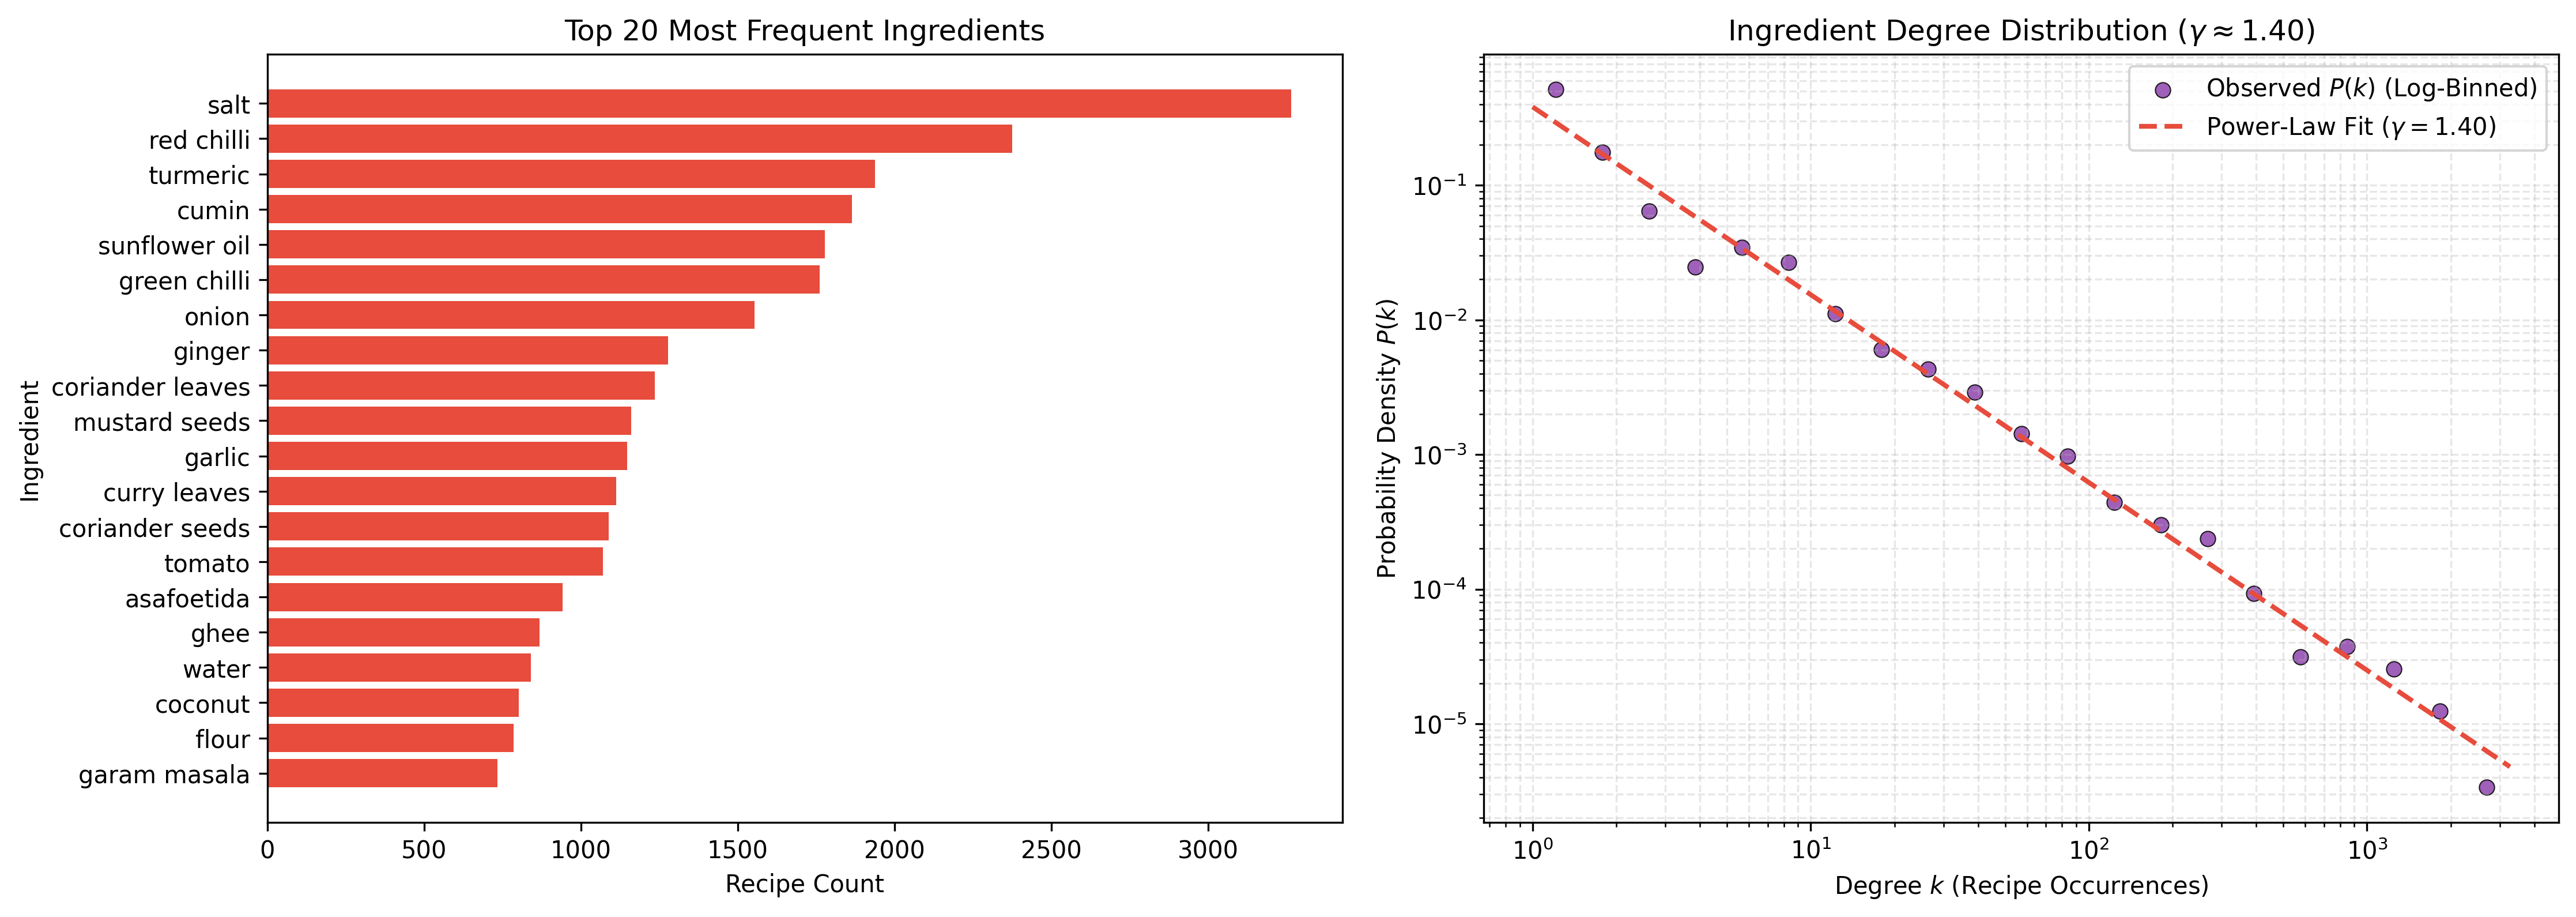 Top 20 Most Frequent Ingredients
Ingredient
salt
red chilli
turmeric
cumin
sunflower oil
green chilli
onion
ginger
coriander leaves
mustard seeds
garlic
curry leaves
coriander seeds
tomato
asafoetida
ghee
water
coconut
flour
garam masala
0 500 1000 1500 2000 2500 3000
Recipe Count
Ingredient Degree Distribution (γ ≈ 1.40)
Observed P(k) (Log-Binned)
Power-Law Fit (γ = 1.40)
Probability Density P(k)
10⁻¹
10⁻²
10⁻³
10⁻⁴
10⁻⁵
10⁰ 10¹ 10² 10³
Degree k (Recipe Occurrences)